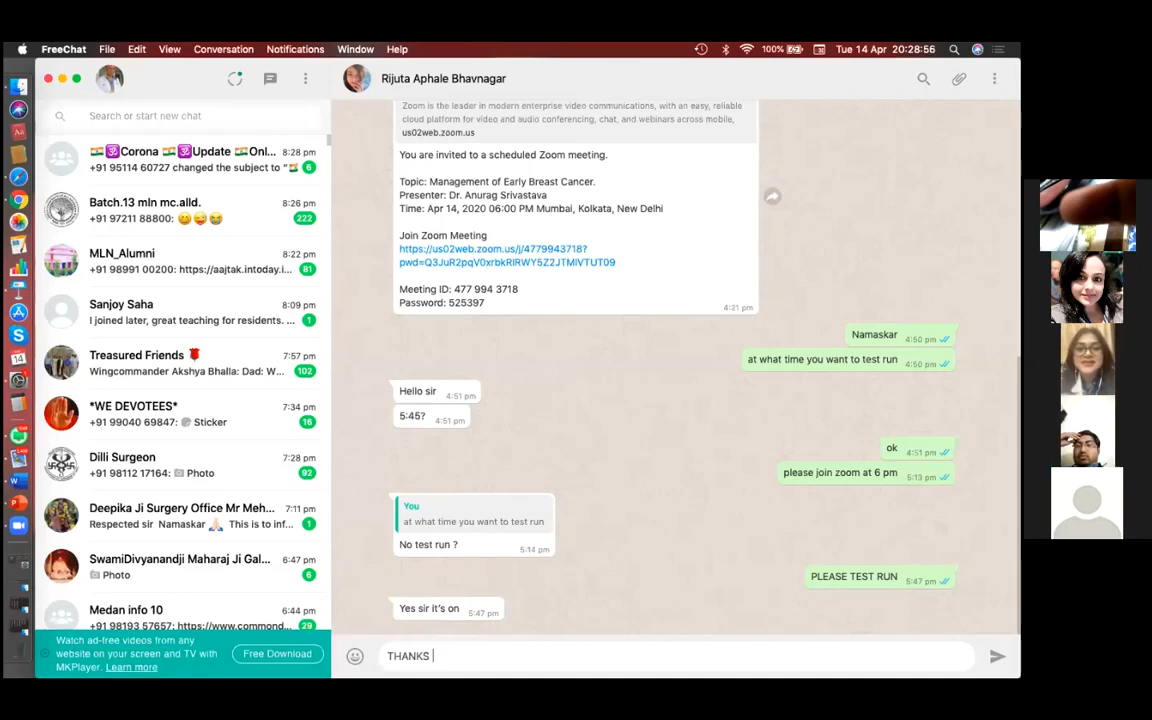 FreeChat File Edit View Conversation Notifications Window Help 100% Tue 14 Apr 20:28:56
Search or start new chat
🇮🇳🕉Corona 🇮🇳🕉Update 🇮🇳Onl... 8:28 pm
+91 95114 60727 changed the subject to “🇮🇳 6
Batch.13 mln mc.alld. 8:26 pm
+91 97211 88800: 😀😜😭 222
MLN_Alumni 8:22 pm
+91 98991 00200: https://aajtak.intoday.i... 81
Sanjoy Saha 8:09 pm
I joined later, great teaching for residents. ... 1
Treasured Friends 🌹 7:57 pm
Wingcommander Akshya Bhalla: Dad: W... 102
*WE DEVOTEES* 7:34 pm
+91 99040 69847: Sticker 16
Dilli Surgeon 7:28 pm
+91 98112 17164: Photo 92
Deepika Ji Surgery Office Mr Meh... 7:11 pm
Respected sir Namaskar 🙏🏻 This is to inf... 1
SwamiDivyanandji Maharaj Ji Gal... 6:47 pm
Photo 6
Medan info 10 6:44 pm
+91 98193 57657: https://www.commond... 29
Watch ad-free videos from any
website on your screen and TV with
MKPlayer. Learn more
Free Download
Rijuta Aphale Bhavnagar
Zoom is the leader in modern enterprise video communications, with an easy, reliable
cloud platform for video and audio conferencing, chat, and webinars across mobile,
us02web.zoom.us
You are invited to a scheduled Zoom meeting.
Topic: Management of Early Breast Cancer.
Presenter: Dr. Anurag Srivastava
Time: Apr 14, 2020 06:00 PM Mumbai, Kolkata, New Delhi
Join Zoom Meeting
https://us02web.zoom.us/j/4779943718?
pwd=Q3JuR2pqV0xrbkRIRWY5Z2JTMlVTUT09
Meeting ID: 477 994 3718
Password: 525397
4:21 pm
Namaskar 4:50 pm
at what time you want to test run 4:50 pm
Hello sir 4:51 pm
5:45? 4:51 pm
ok 4:51 pm
please join zoom at 6 pm 5:13 pm
You
at what time you want to test run
No test run ? 5:14 pm
PLEASE TEST RUN 5:47 pm
Yes sir it’s on 5:47 pm
THANKS